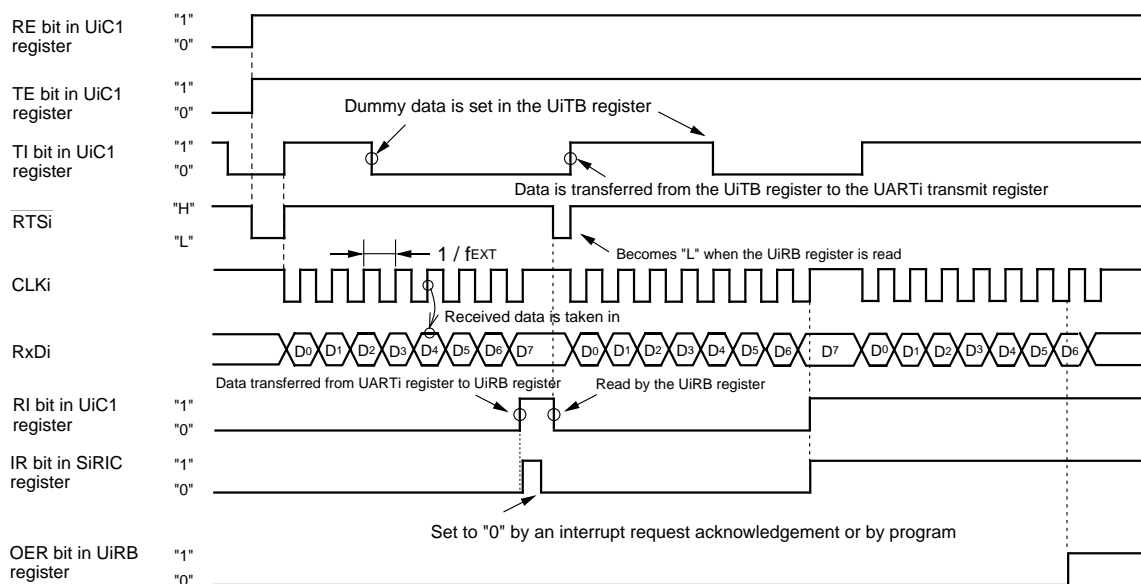 RE bit in UiC1
register
"1"
"0"
TE bit in UiC1
register
"1"
"0"
Dummy data is set in the UiTB register
TI bit in UiC1
register
"1"
"0"
Data is transferred from the UiTB register to the UARTi transmit register
RTSi
"H"
"L"
1 / fEXT
Becomes "L" when the UiRB register is read
CLKi
Received data is taken in
RxDi
D0 D1 D2 D3 D4 D5 D6 D7 D0 D1 D2 D3 D4 D5 D6 D7 D0 D1 D2 D3 D4 D5 D6
Data transferred from UARTi register to UiRB register
Read by the UiRB register
RI bit in UiC1
register
"1"
"0"
IR bit in SiRIC
register
"1"
"0"
Set to "0" by an interrupt request acknowledgement or by program
OER bit in UiRB
register
"1"
"0"